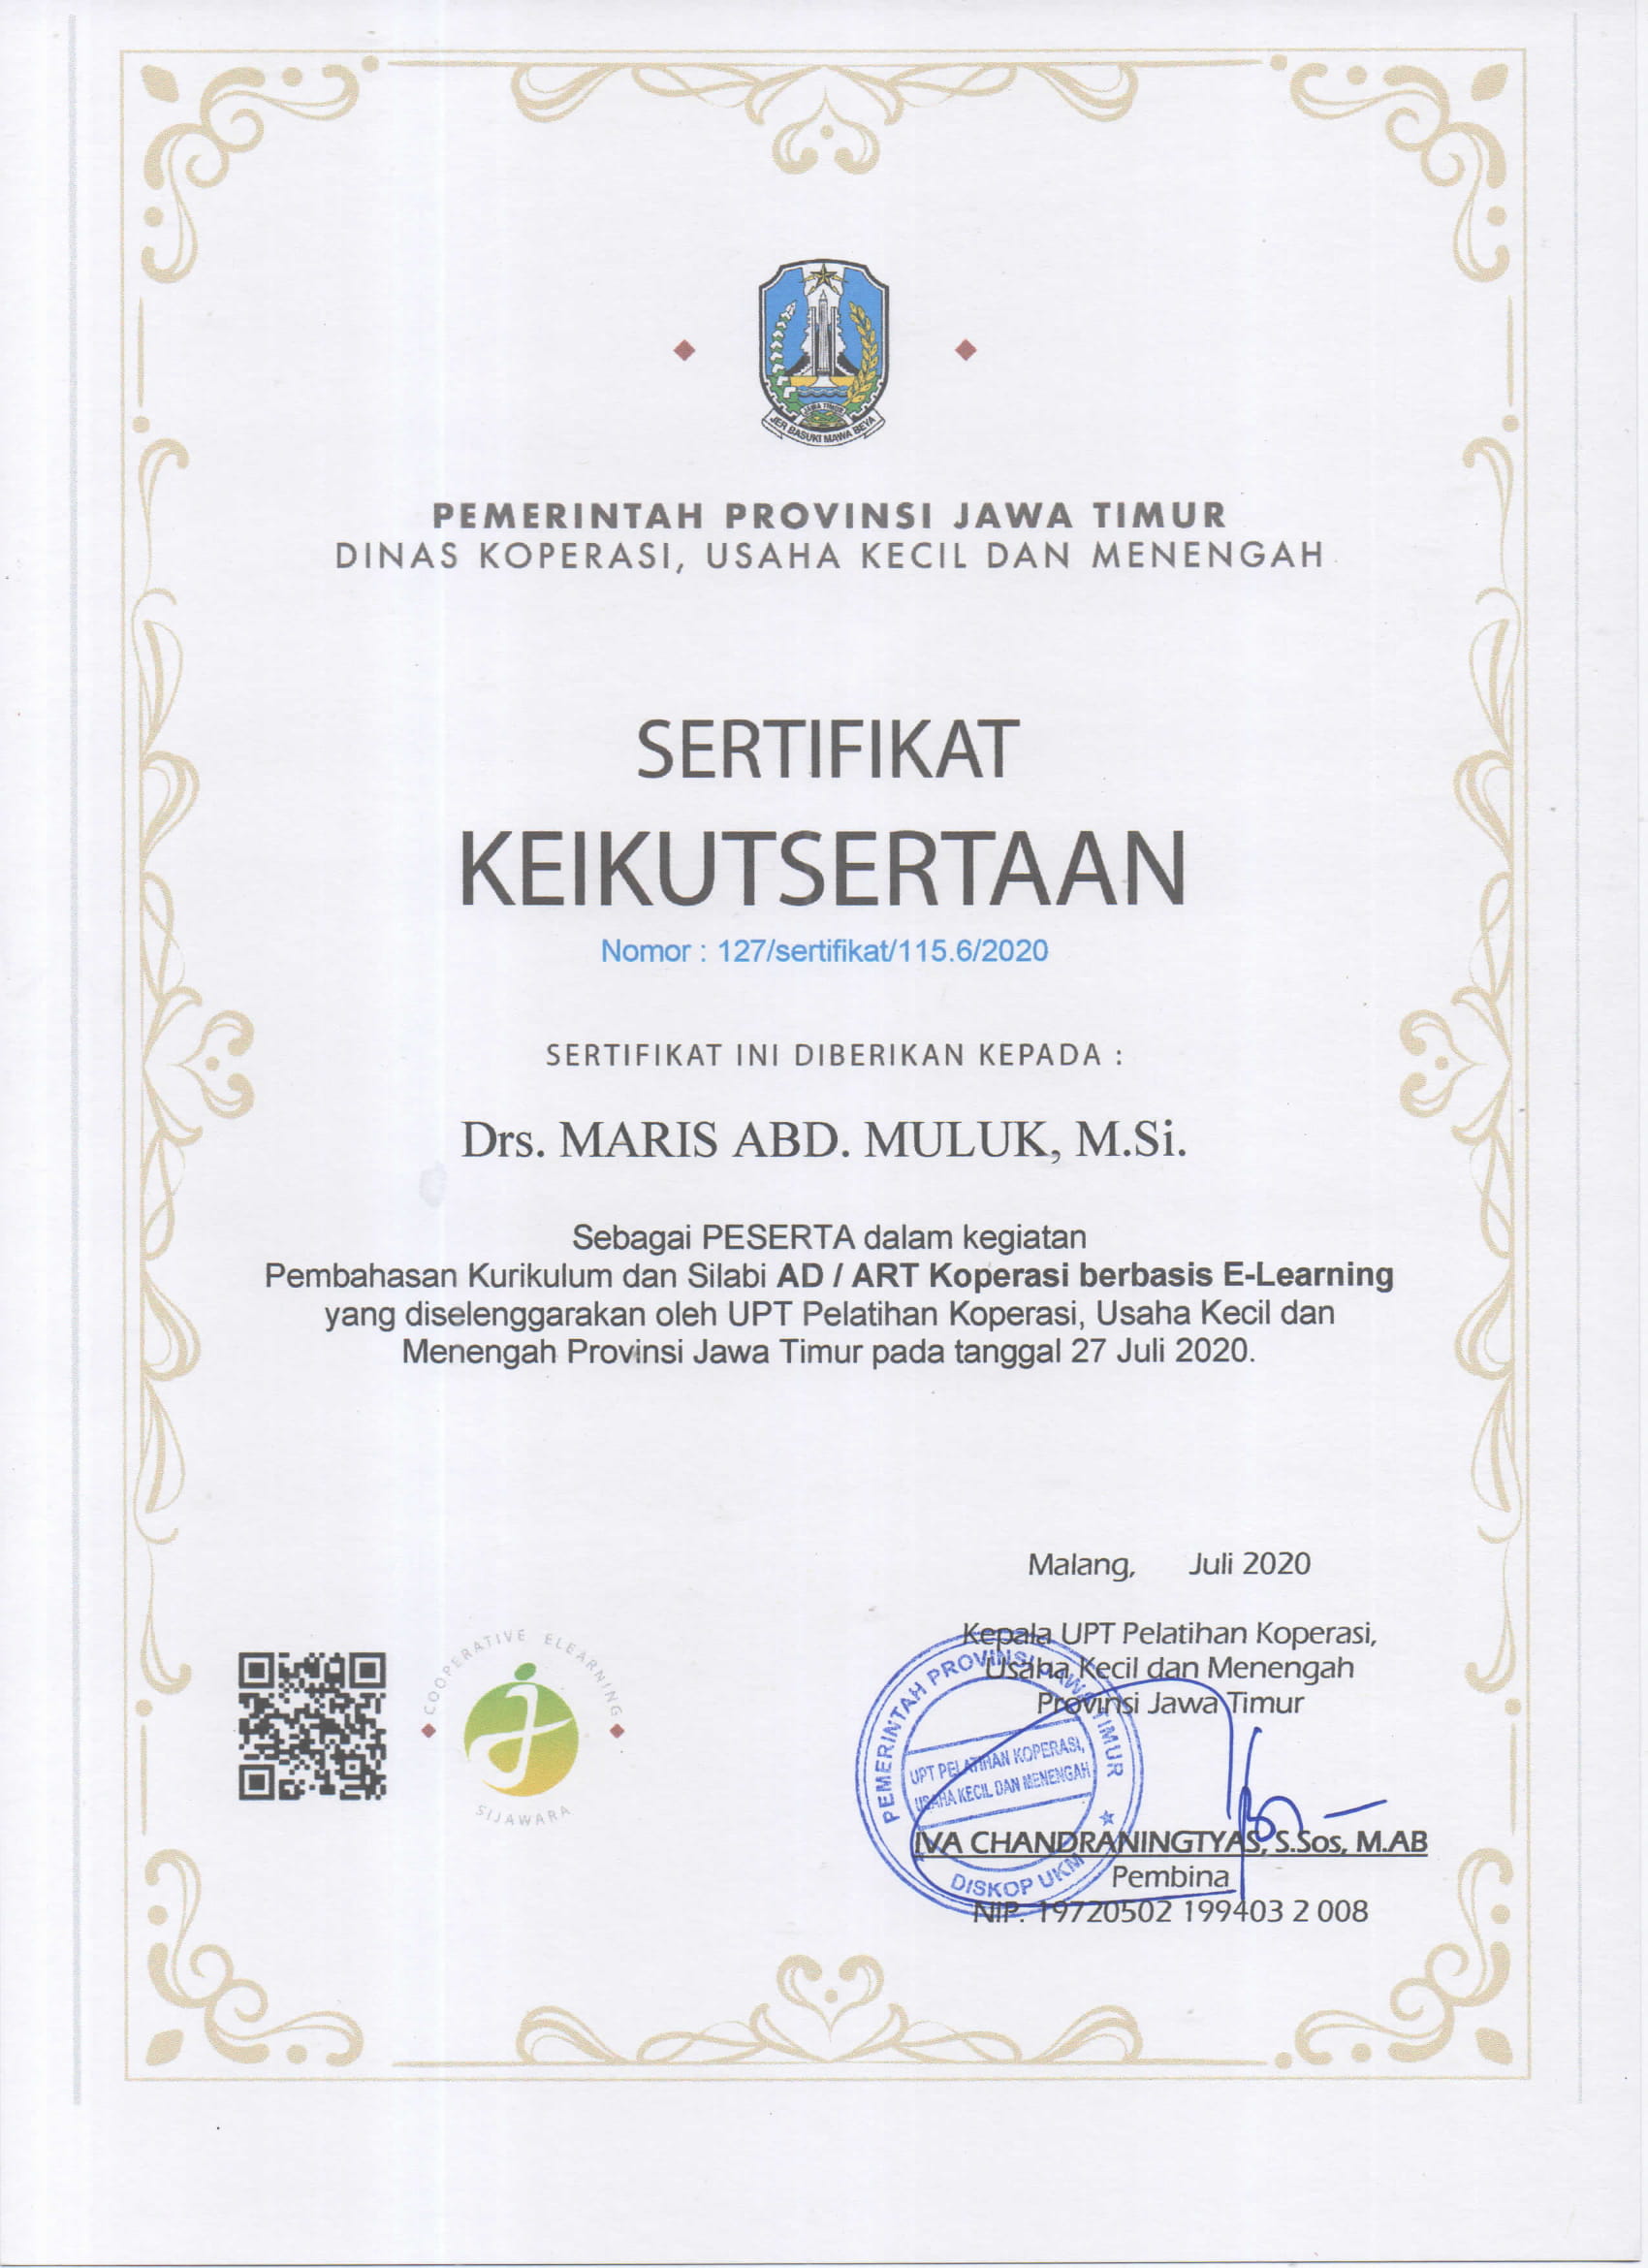 JAWA TIMUR
JER BASUKI MAWA BEYA
PEMERINTAH PROVINSI JAWA TIMUR
DINAS KOPERASI, USAHA KECIL DAN MENENGAH
SERTIFIKAT
KEIKUTSERTAAN
Nomor : 127/sertifikat/115.6/2020
SERTIFIKAT INI DIBERIKAN KEPADA :
Drs. MARIS ABD. MULUK, M.Si.
Sebagai PESERTA dalam kegiatan
Pembahasan Kurikulum dan Silabi AD / ART Koperasi berbasis E-Learning
yang diselenggarakan oleh UPT Pelatihan Koperasi, Usaha Kecil dan
Menengah Provinsi Jawa Timur pada tanggal 27 Juli 2020.
Malang, Juli 2020
Kepala UPT Pelatihan Koperasi,
Usaha Kecil dan Menengah
Provinsi Jawa Timur
COOPERATIVE ELEARNING
SIJAWARA
PEMERINTAH PROVINSI JAWA TIMUR
UPT PELATIHAN KOPERASI,
USAHA KECIL DAN MENENGAH
DISKOP UKM
IVA CHANDRANINGTYAS, S.Sos, M.AB
Pembina
NIP. 19720502 199403 2 008